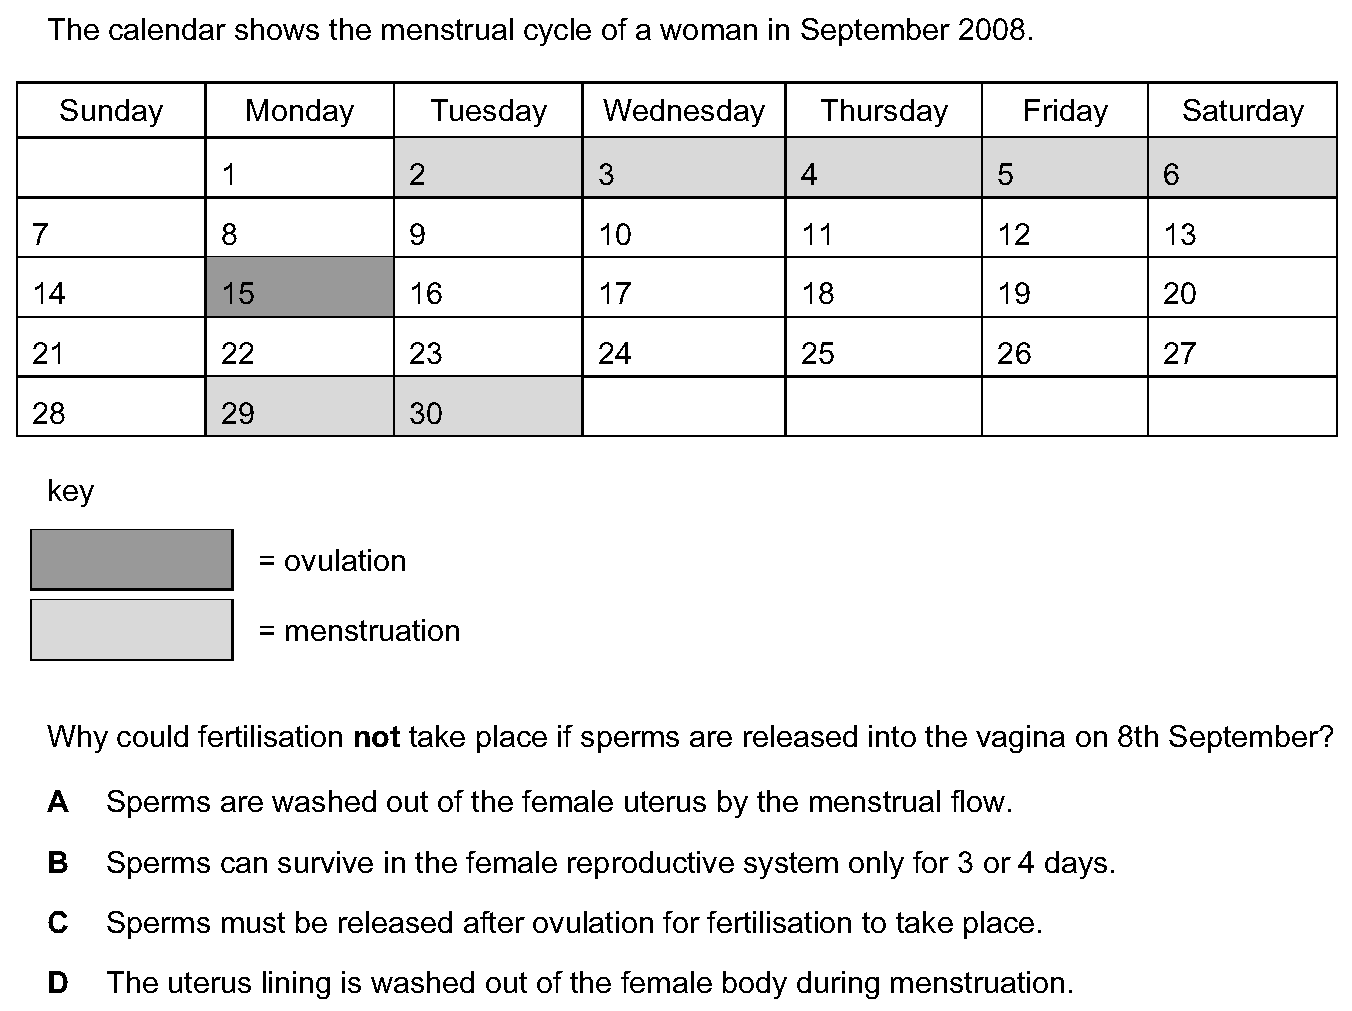 The calendar shows the menstrual cycle of a woman in September 2008.
Sunday Monday Tuesday Wednesday Thursday Friday Saturday
1 2 3 4 5 6
7 8 9 10 11 12 13
14 15 16 17 18 19 20
21 22 23 24 25 26 27
28 29 30
key
= ovulation
= menstruation
Why could fertilisation not take place if sperms are released into the vagina on 8th September?
A Sperms are washed out of the female uterus by the menstrual flow.
B Sperms can survive in the female reproductive system only for 3 or 4 days.
C Sperms must be released after ovulation for fertilisation to take place.
D The uterus lining is washed out of the female body during menstruation.